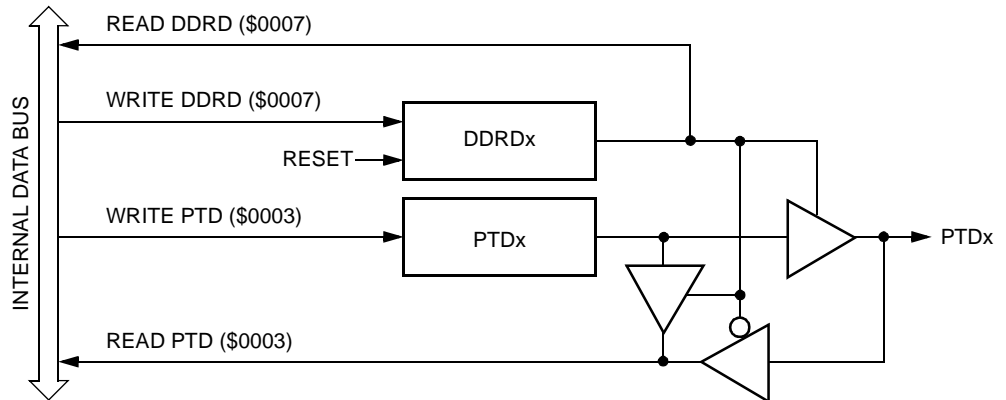 READ DDRD ($0007)
WRITE DDRD ($0007)
DDRDx
RESET
WRITE PTD ($0003)
PTDx
PTDx
READ PTD ($0003)
INTERNAL DATA BUS